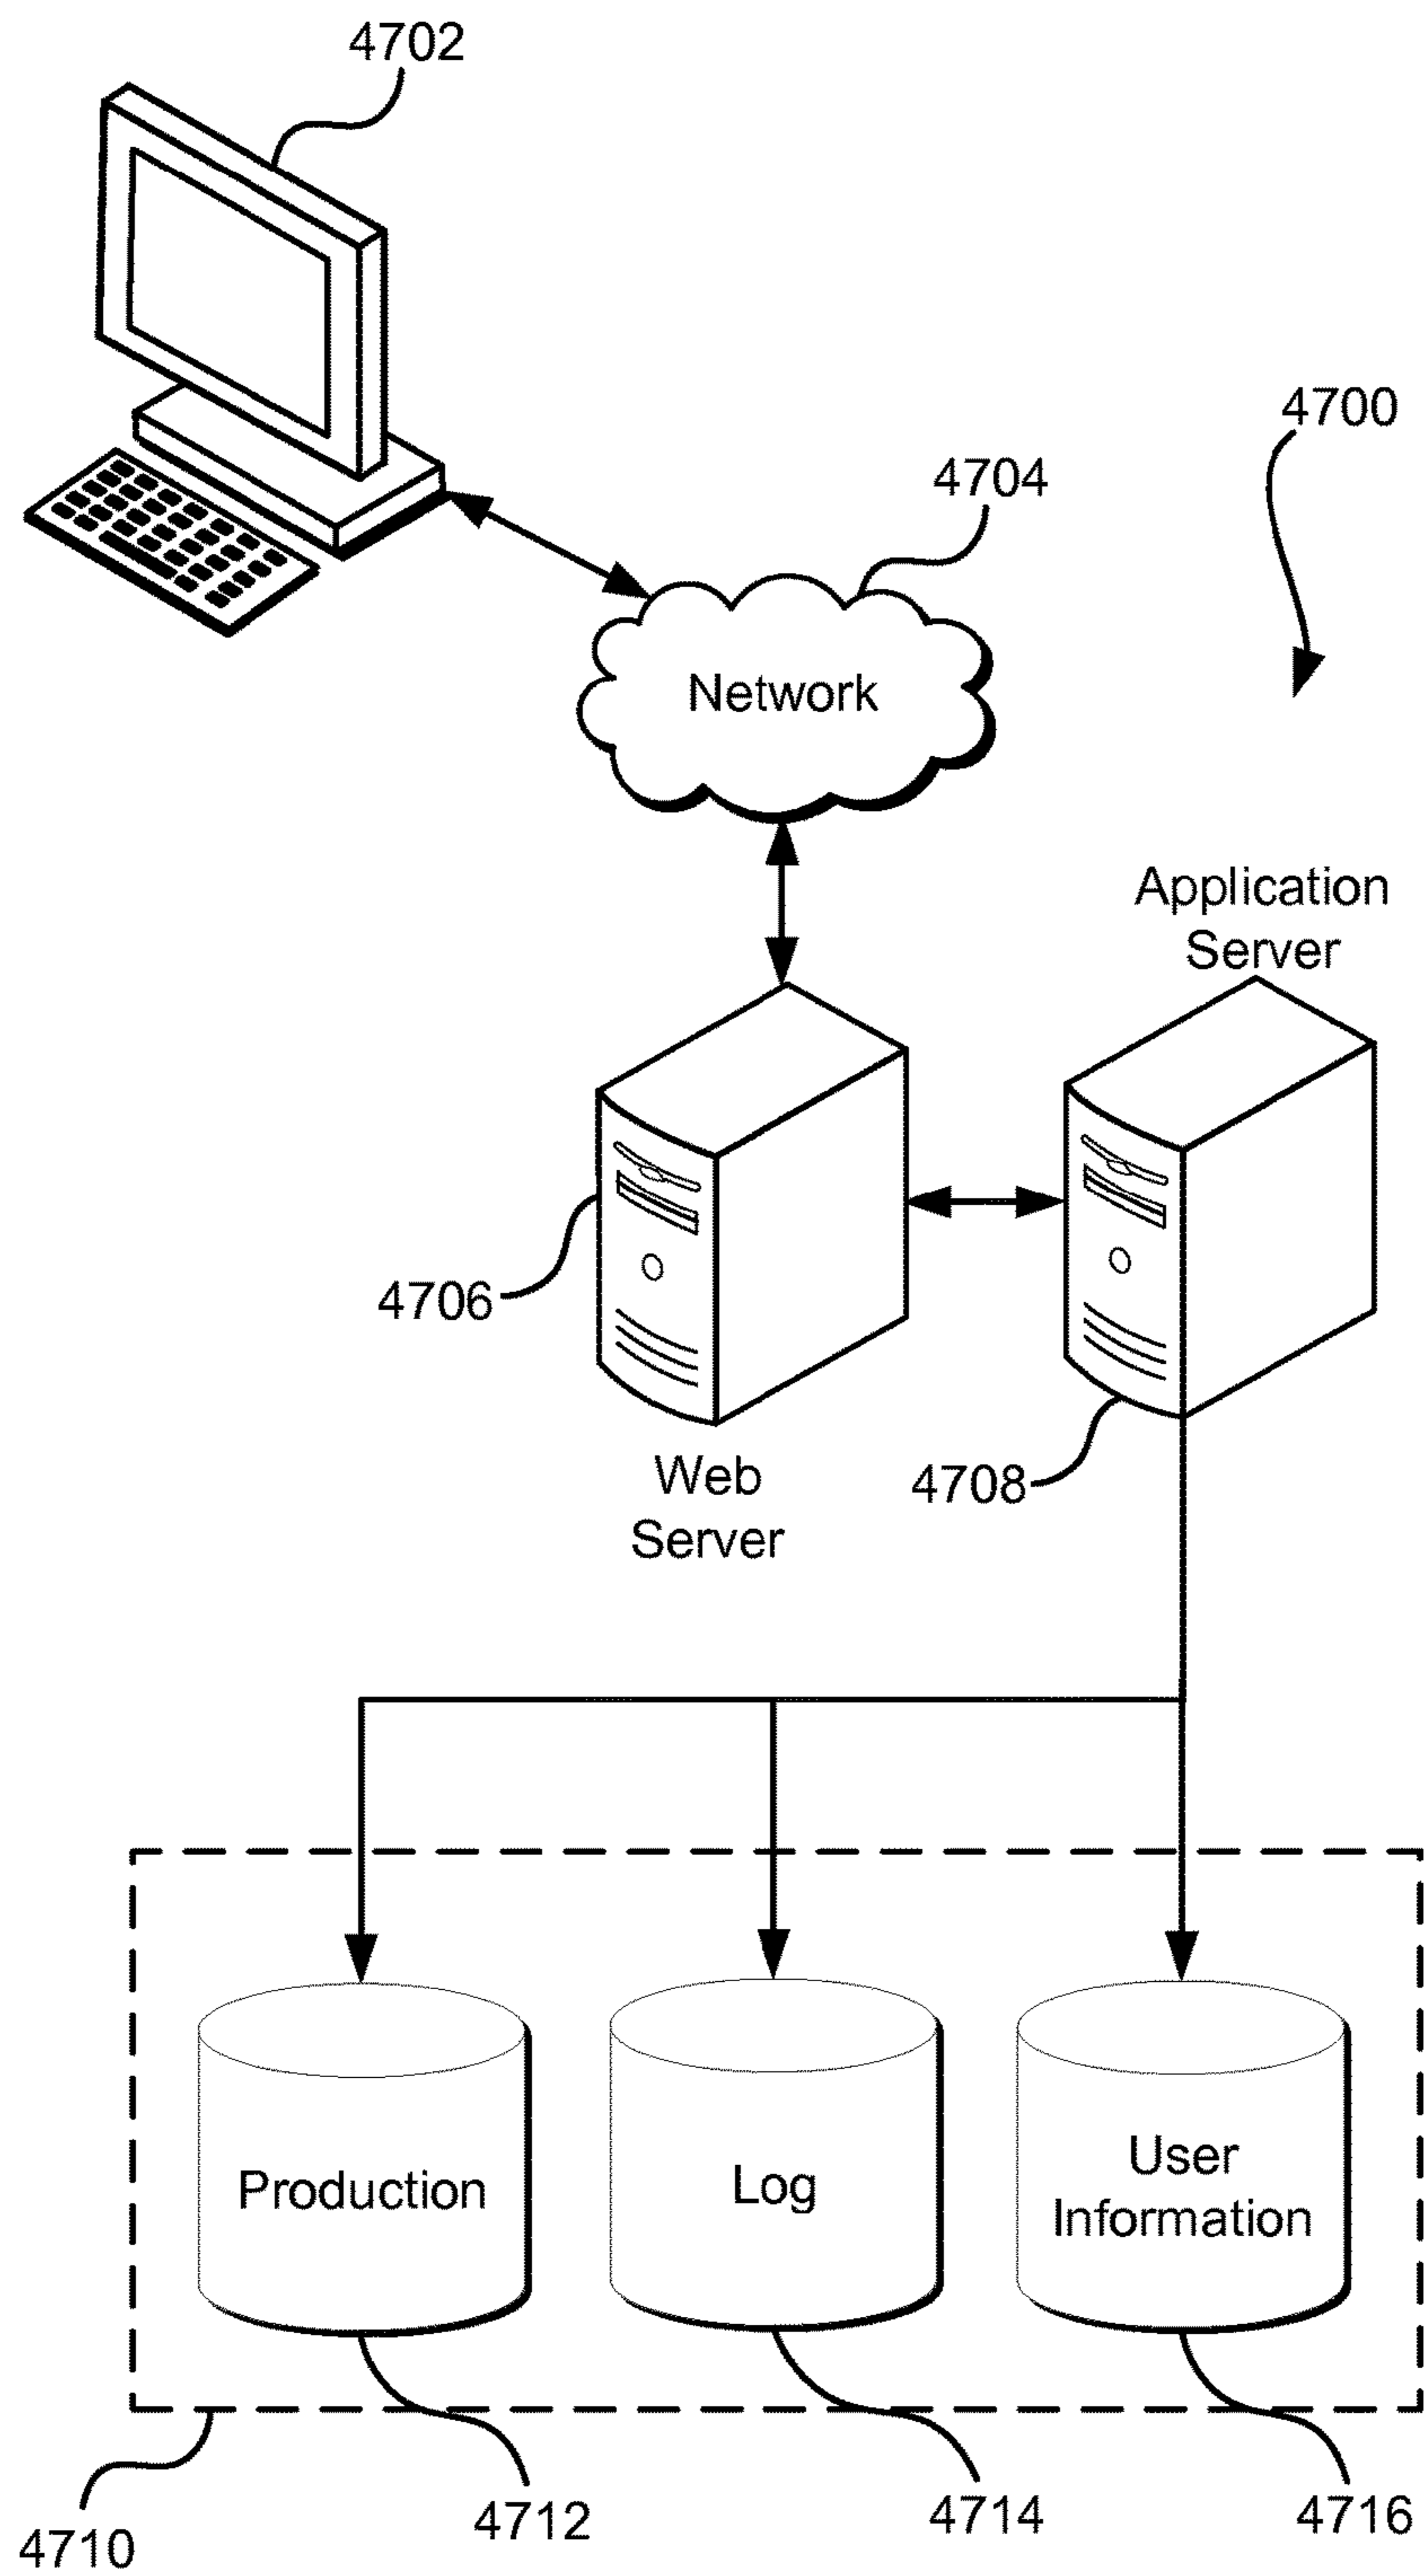 4702
4700
4704
Network
Application
Server
4706
4708
Web
Server
Production
Log
User
Information
4710
4712
4714
4716